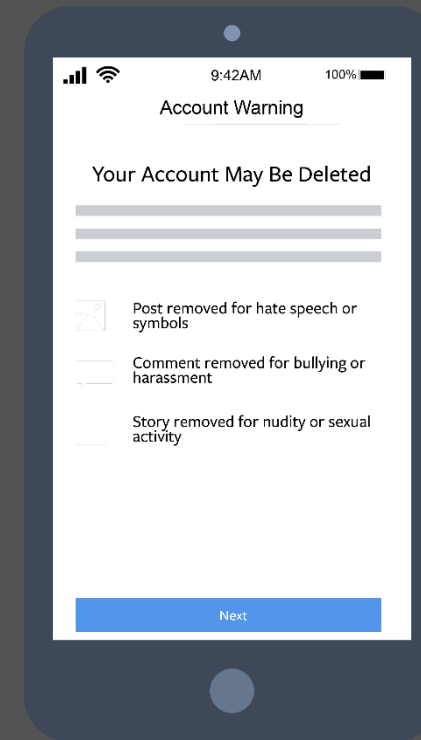 9:42AM 100%
Account Warning
Your Account May Be Deleted
Post removed for hate speech or
symbols
Comment removed for bullying or
harassment
Story removed for nudity or sexual
activity
Next